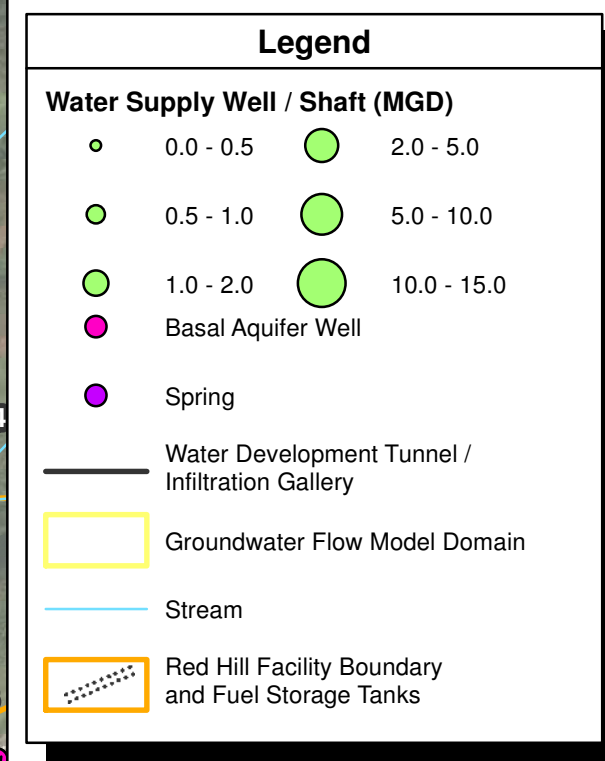 Legend
Water Supply Well / Shaft (MGD)
0.0 - 0.5 2.0 - 5.0
0.5 - 1.0 5.0 - 10.0
1.0 - 2.0 10.0 - 15.0
Basal Aquifer Well
Spring
Water Development Tunnel /
Infiltration Gallery
Groundwater Flow Model Domain
Stream
Red Hill Facility Boundary
and Fuel Storage Tanks